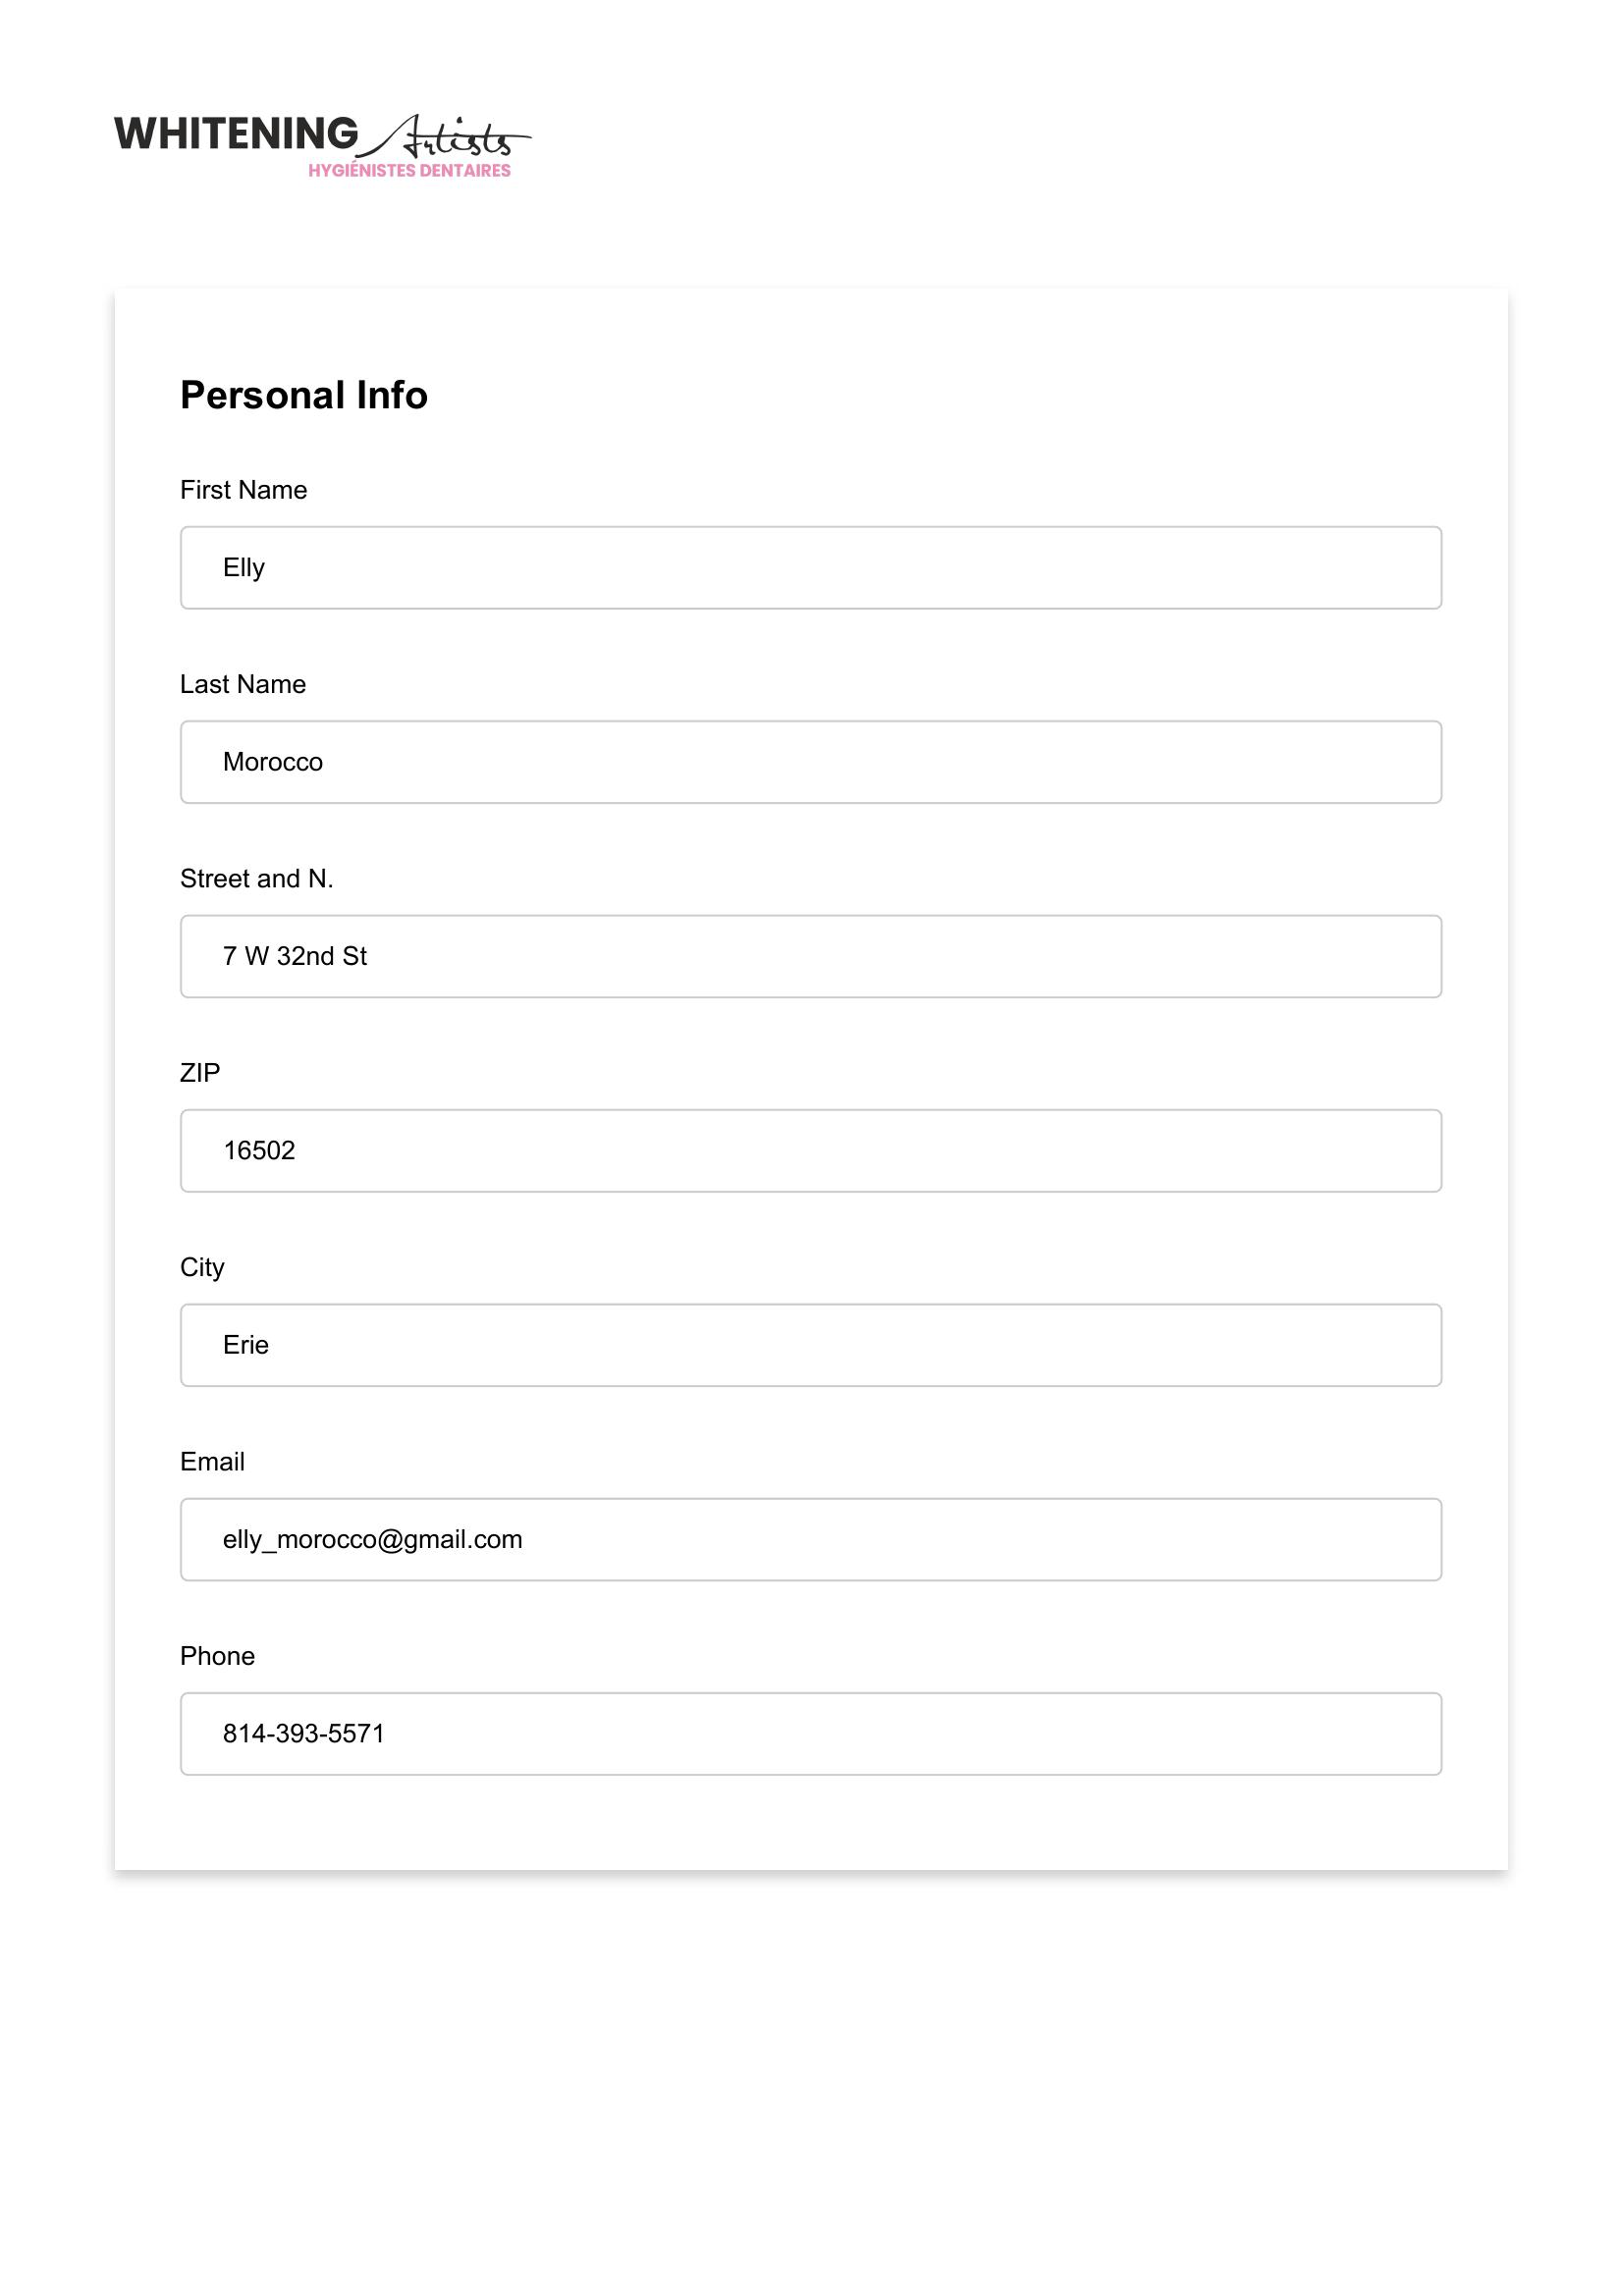 WHITENING Artists
HYGIÉNISTES DENTAIRES
Personal Info
First Name
Elly
Last Name
Morocco
Street and N.
7 W 32nd St
ZIP
16502
City
Erie
Email
elly_morocco@gmail.com
Phone
814-393-5571